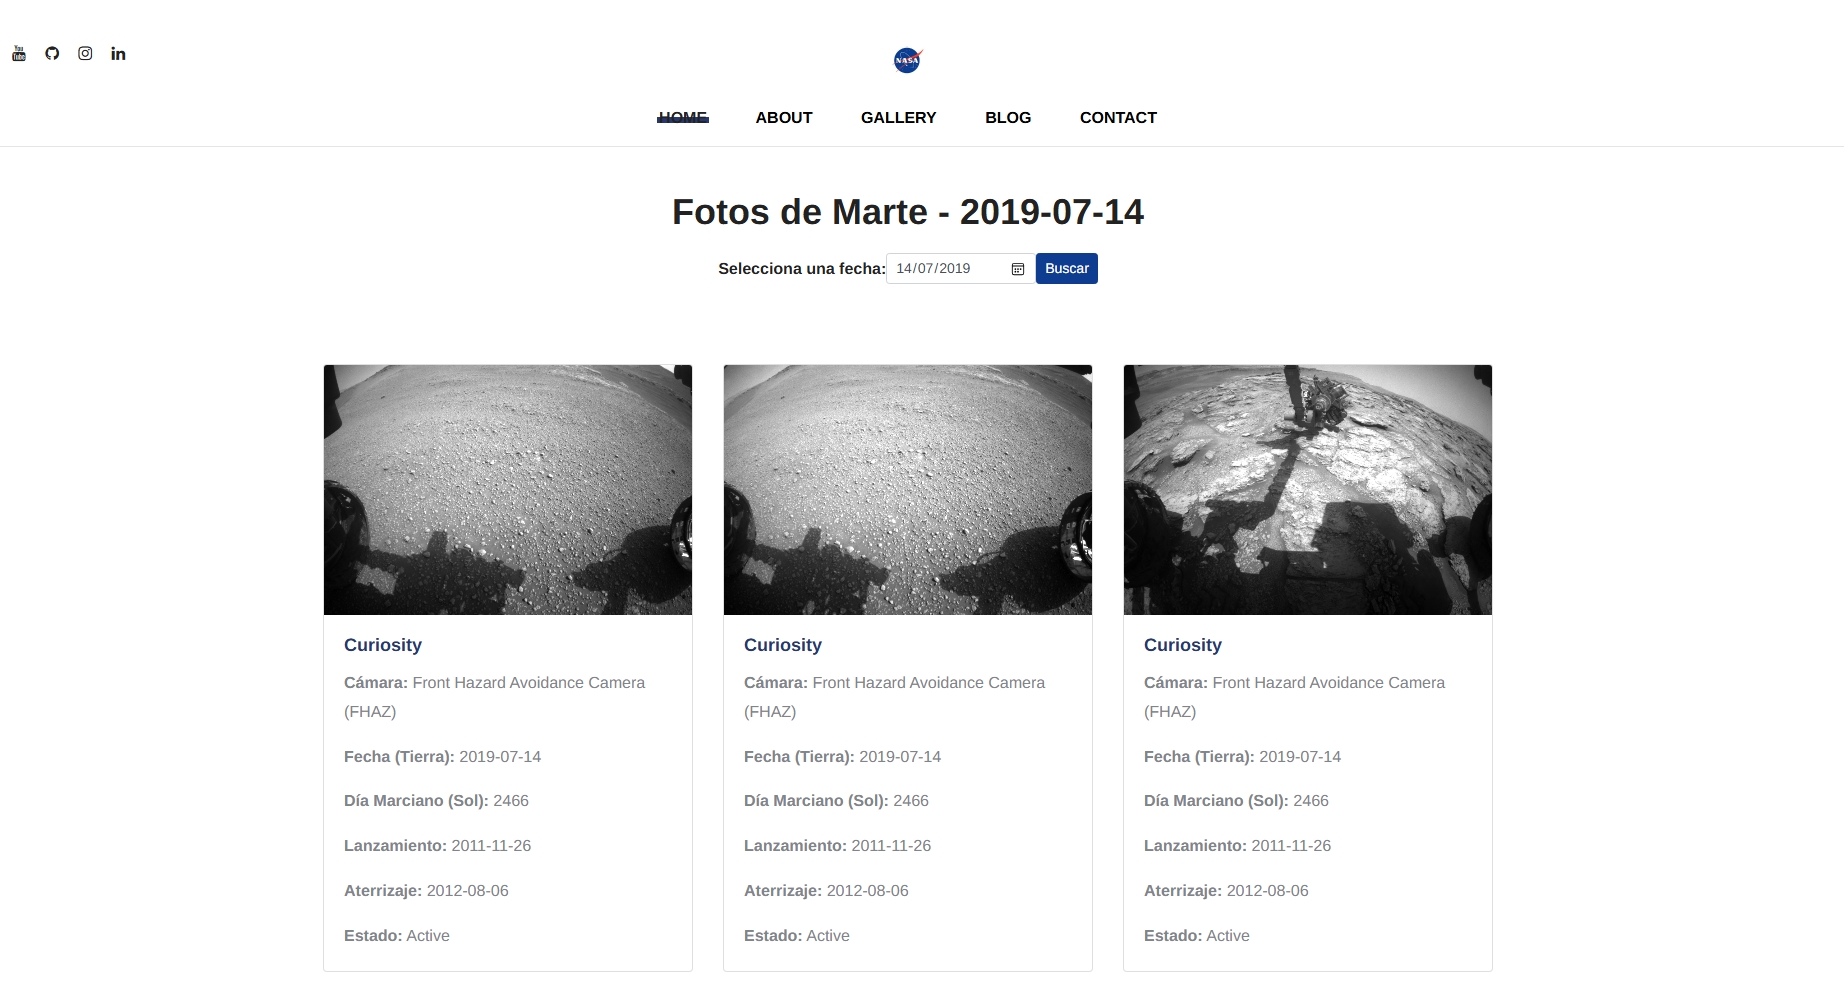 You
Tube
NASA
HOME
ABOUT
GALLERY
BLOG
CONTACT
Fotos de Marte - 2019-07-14
Selecciona una fecha:
14/07/2019
Buscar
Curiosity
Cámara: Front Hazard Avoidance Camera
(FHAZ)
Fecha (Tierra): 2019-07-14
Día Marciano (Sol): 2466
Lanzamiento: 2011-11-26
Aterrizaje: 2012-08-06
Estado: Active
Curiosity
Cámara: Front Hazard Avoidance Camera
(FHAZ)
Fecha (Tierra): 2019-07-14
Día Marciano (Sol): 2466
Lanzamiento: 2011-11-26
Aterrizaje: 2012-08-06
Estado: Active
Curiosity
Cámara: Front Hazard Avoidance Camera
(FHAZ)
Fecha (Tierra): 2019-07-14
Día Marciano (Sol): 2466
Lanzamiento: 2011-11-26
Aterrizaje: 2012-08-06
Estado: Active